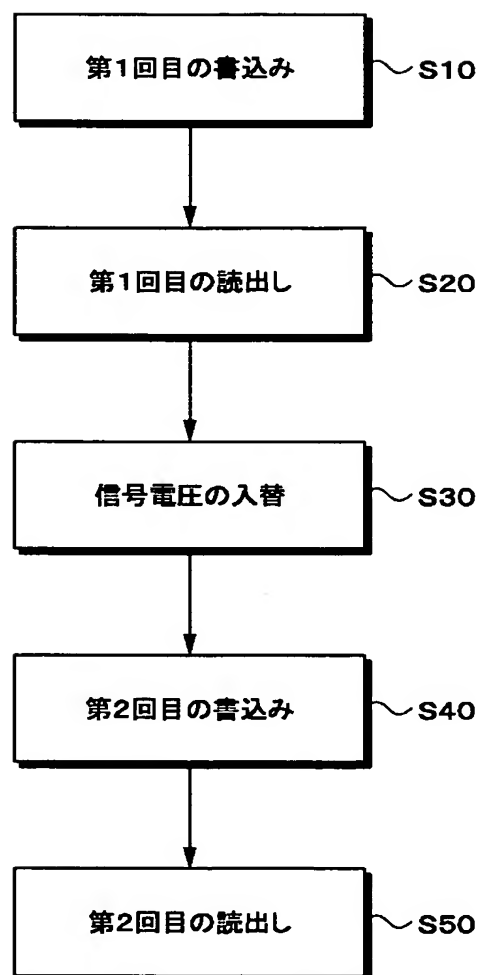 第1回目の書込み S10
第1回目の読出し S20
信号電圧の入替 S30
第2回目の書込み S40
第2回目の読出し S50